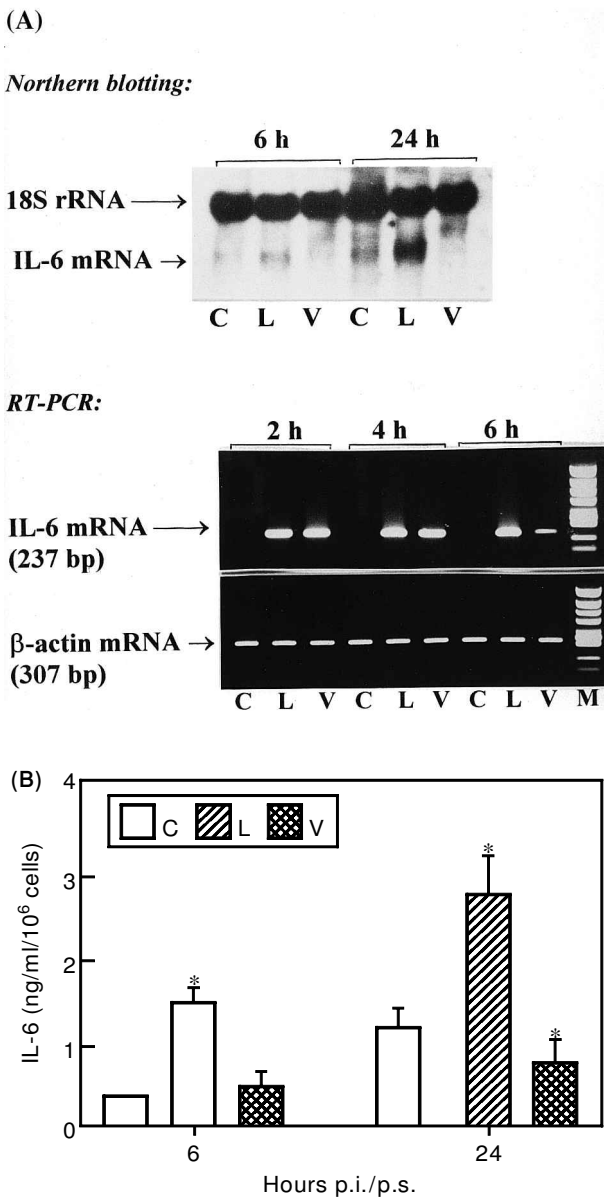 (A)
Northern blotting:
6 h 24 h
18S rRNA →
IL-6 mRNA →
C L V C L V
RT-PCR:
2 h 4 h 6 h
IL-6 mRNA →
(237 bp)
β-actin mRNA →
(307 bp)
C L V C L V C L V M
(B)
4
C L V
3
2
1
0
IL-6 (ng/ml/10⁶ cells)
* * *
6 24
Hours p.i./p.s.